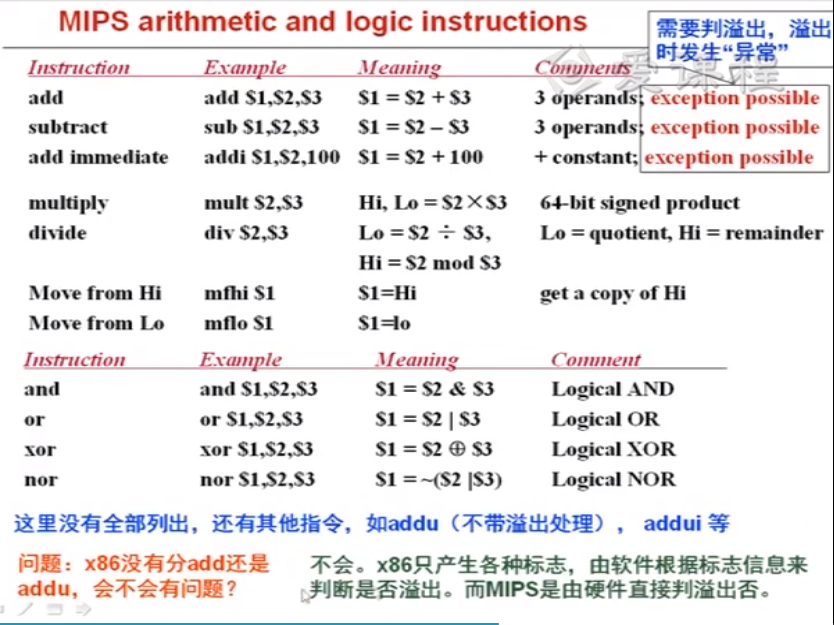 MIPS arithmetic and logic instructions
需要判溢出，溢出
时发生“异常”
爱课程
Instruction Example Meaning Comments
add add $1,$2,$3 $1 = $2 + $3 3 operands; exception possible
subtract sub $1,$2,$3 $1 = $2 – $3 3 operands; exception possible
add immediate addi $1,$2,100 $1 = $2 + 100 + constant; exception possible
multiply mult $2,$3 Hi, Lo = $2×$3 64-bit signed product
divide div $2,$3 Lo = $2 ÷ $3, Lo = quotient, Hi = remainder
Hi = $2 mod $3
Move from Hi mfhi $1 $1=Hi get a copy of Hi
Move from Lo mflo $1 $1=lo
Instruction Example Meaning Comment
and and $1,$2,$3 $1 = $2 & $3 Logical AND
or or $1,$2,$3 $1 = $2 | $3 Logical OR
xor xor $1,$2,$3 $1 = $2 ⊕ $3 Logical XOR
nor nor $1,$2,$3 $1 = ~($2 |$3) Logical NOR
这里没有全部列出，还有其他指令，如addu（不带溢出处理）， addui 等
问题：x86没有分add还是
addu，会不会有问题？
不会。x86只产生各种标志，由软件根据标志信息来
判断是否溢出。而MIPS是由硬件直接判溢出否。